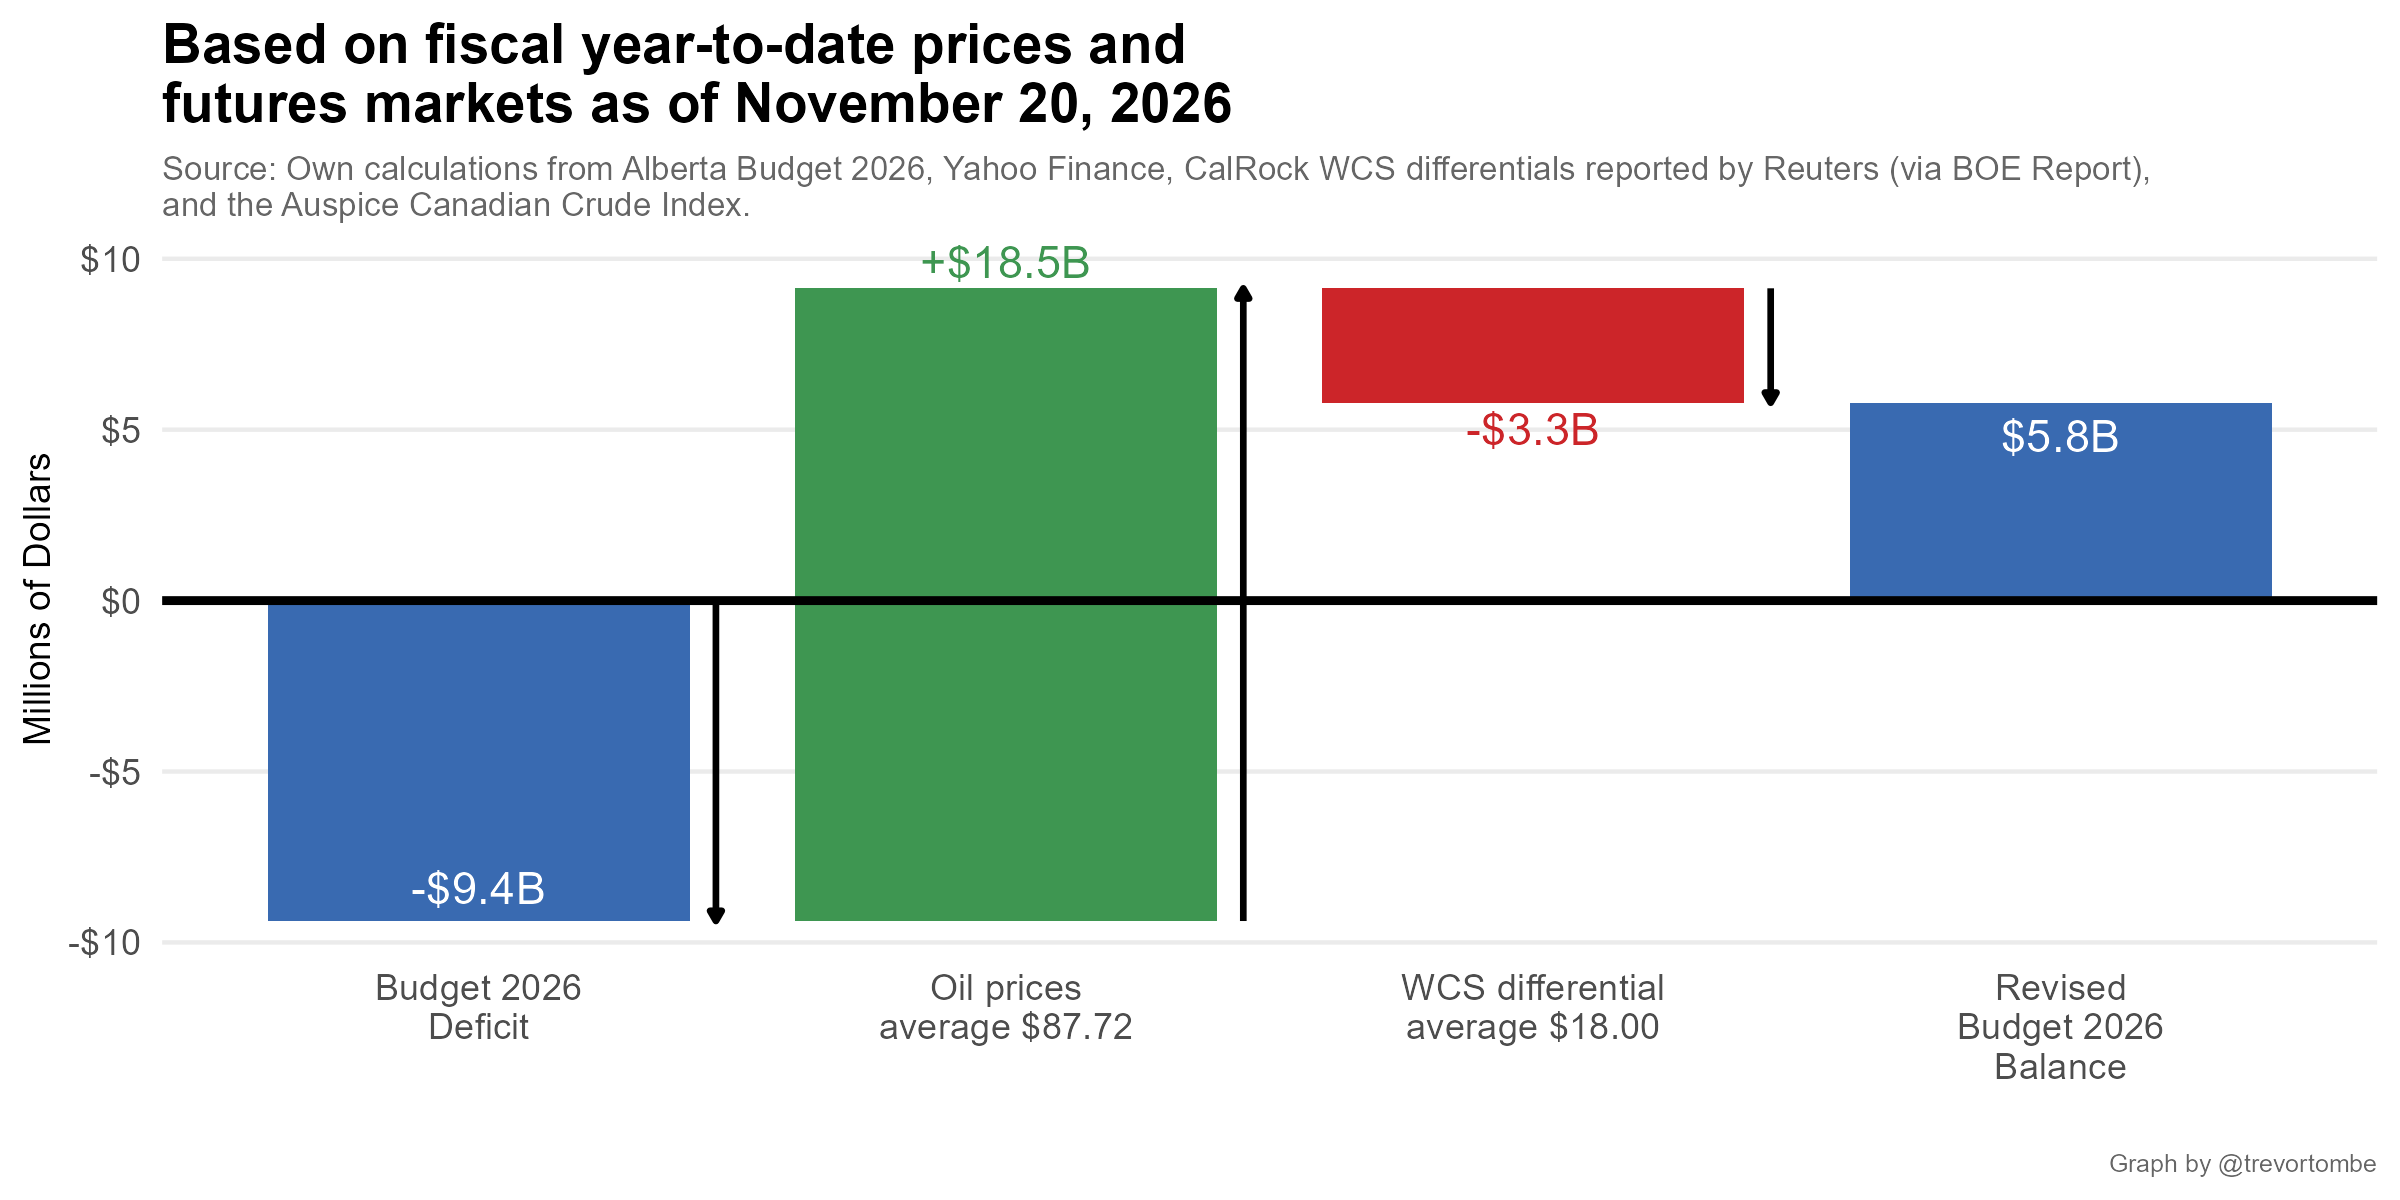 Based on fiscal year-to-date prices and
futures markets as of November 20, 2026
Source: Own calculations from Alberta Budget 2026, Yahoo Finance, CalRock WCS differentials reported by Reuters (via BOE Report),
and the Auspice Canadian Crude Index.
Millions of Dollars
$10
$5
$0
-$5
-$10
-$9.4B
+$18.5B
-$3.3B
$5.8B
Budget 2026
Deficit
Oil prices
average $87.72
WCS differential
average $18.00
Revised
Budget 2026
Balance
Graph by @trevortombe